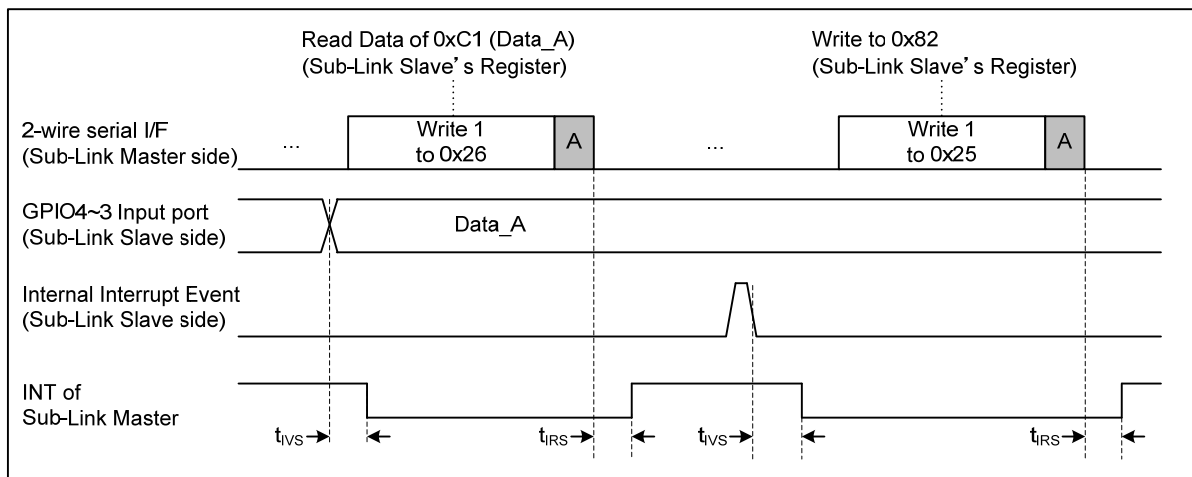 Read Data of 0xC1 (Data_A)
(Sub-Link Slave's Register)
Write to 0x82
(Sub-Link Slave's Register)
2-wire serial I/F
(Sub-Link Master side)
...
Write 1
to 0x26
A
...
Write 1
to 0x25
A
GPIO4~3 Input port
(Sub-Link Slave side)
Data_A
Internal Interrupt Event
(Sub-Link Slave side)
INT of
Sub-Link Master
tIVS
tIRS
tIVS
tIRS